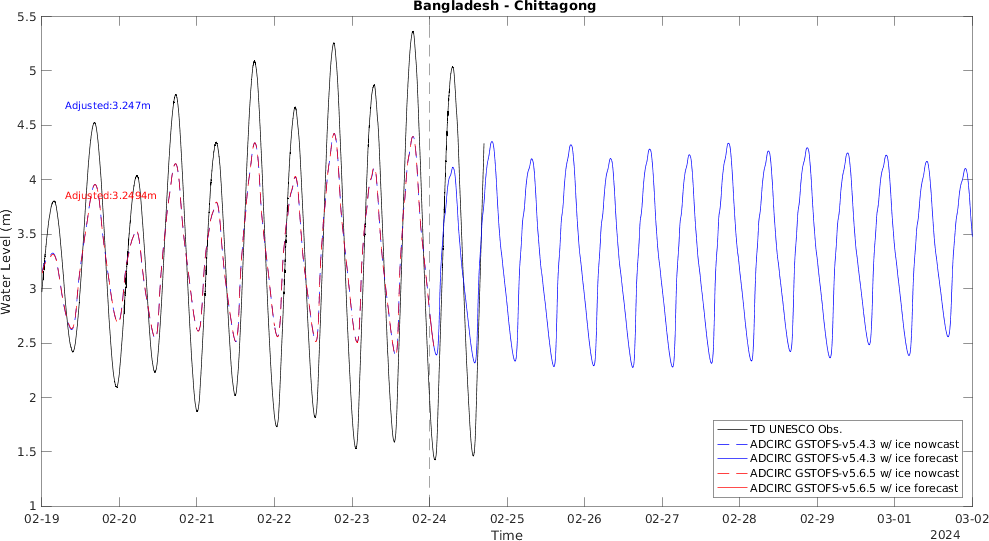 Bangladesh - Chittagong
5.5
5
4.5
4
3.5
3
2.5
2
1.5
1
Water Level (m)
Adjusted:3.247m
Adjusted:3.2494m
TD UNESCO Obs.
ADCIRC GSTOFS-v5.4.3 w/ ice nowcast
ADCIRC GSTOFS-v5.4.3 w/ ice forecast
ADCIRC GSTOFS-v5.6.5 w/ ice nowcast
ADCIRC GSTOFS-v5.6.5 w/ ice forecast
02-19 02-20 02-21 02-22 02-23 02-24 02-25 02-26 02-27 02-28 02-29 03-01 03-02
Time
2024